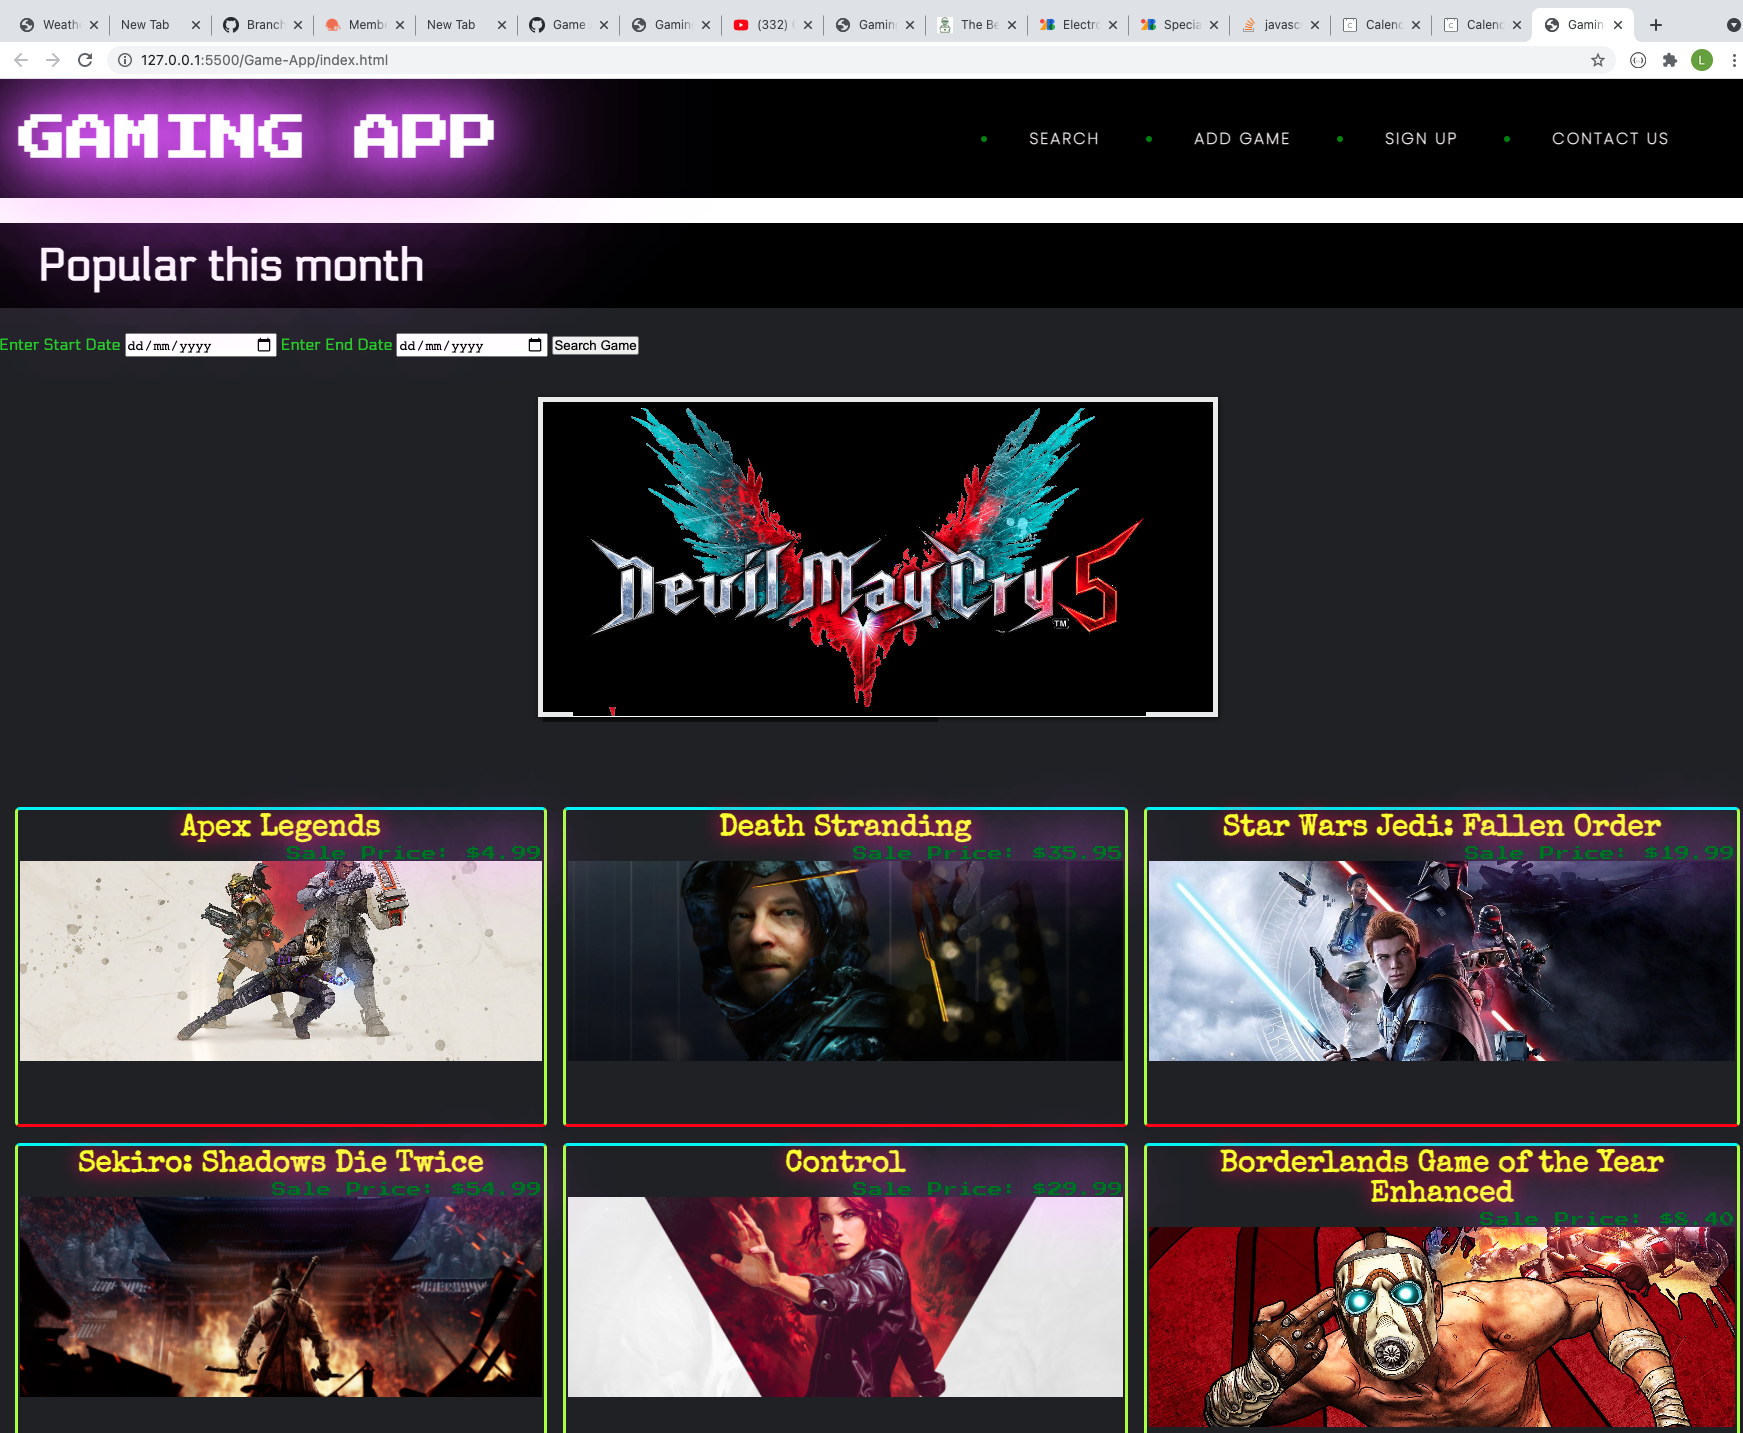 Weath New Tab Branch Memb New Tab Game Gamin (332) Gamin The Be Electro Specia javasc Calenc Calenc Gamin
127.0.0.1:5500/Game-App/index.html L
GAMING APP
SEARCH ADD GAME SIGN UP CONTACT US
Popular this month
Enter Start Date dd/mm/yyyy Enter End Date dd/mm/yyyy Search Game
Devil May Cry 5 TM
Apex Legends Death Stranding Star Wars Jedi: Fallen Order
Sale Price: $4.99 Sale Price: $35.95 Sale Price: $19.99
Sekiro: Shadows Die Twice Control Borderlands Game of the Year
Enhanced
Sale Price: $54.99 Sale Price: $29.99 Sale Price: $8.40